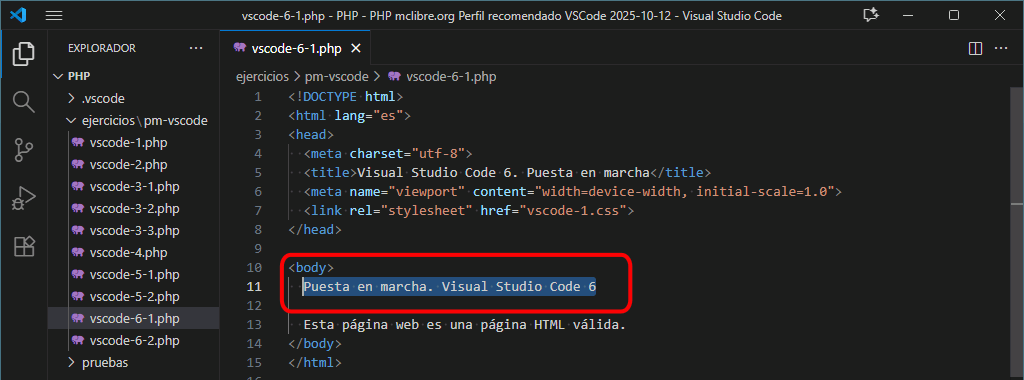 vscode-6-1.php - PHP - PHP mclibre.org Perfil recomendado VSCode 2025-10-12 - Visual Studio Code
EXPLORADOR
PHP
.vscode
ejercicios\pm-vscode
vscode-1.php
vscode-2.php
vscode-3-1.php
vscode-3-2.php
vscode-3-3.php
vscode-4.php
vscode-5-1.php
vscode-5-2.php
vscode-6-1.php
vscode-6-2.php
pruebas
vscode-6-1.php
ejercicios > pm-vscode > vscode-6-1.php
1 <!DOCTYPE html>
2 <html lang="es">
3 <head>
4 <meta charset="utf-8">
5 <title>Visual Studio Code 6. Puesta en marcha</title>
6 <meta name="viewport" content="width=device-width, initial-scale=1.0">
7 <link rel="stylesheet" href="vscode-1.css">
8 </head>
9
10 <body>
11 Puesta en marcha. Visual Studio Code 6
12
13 Esta página web es una página HTML válida.
14 </body>
15 </html>
16